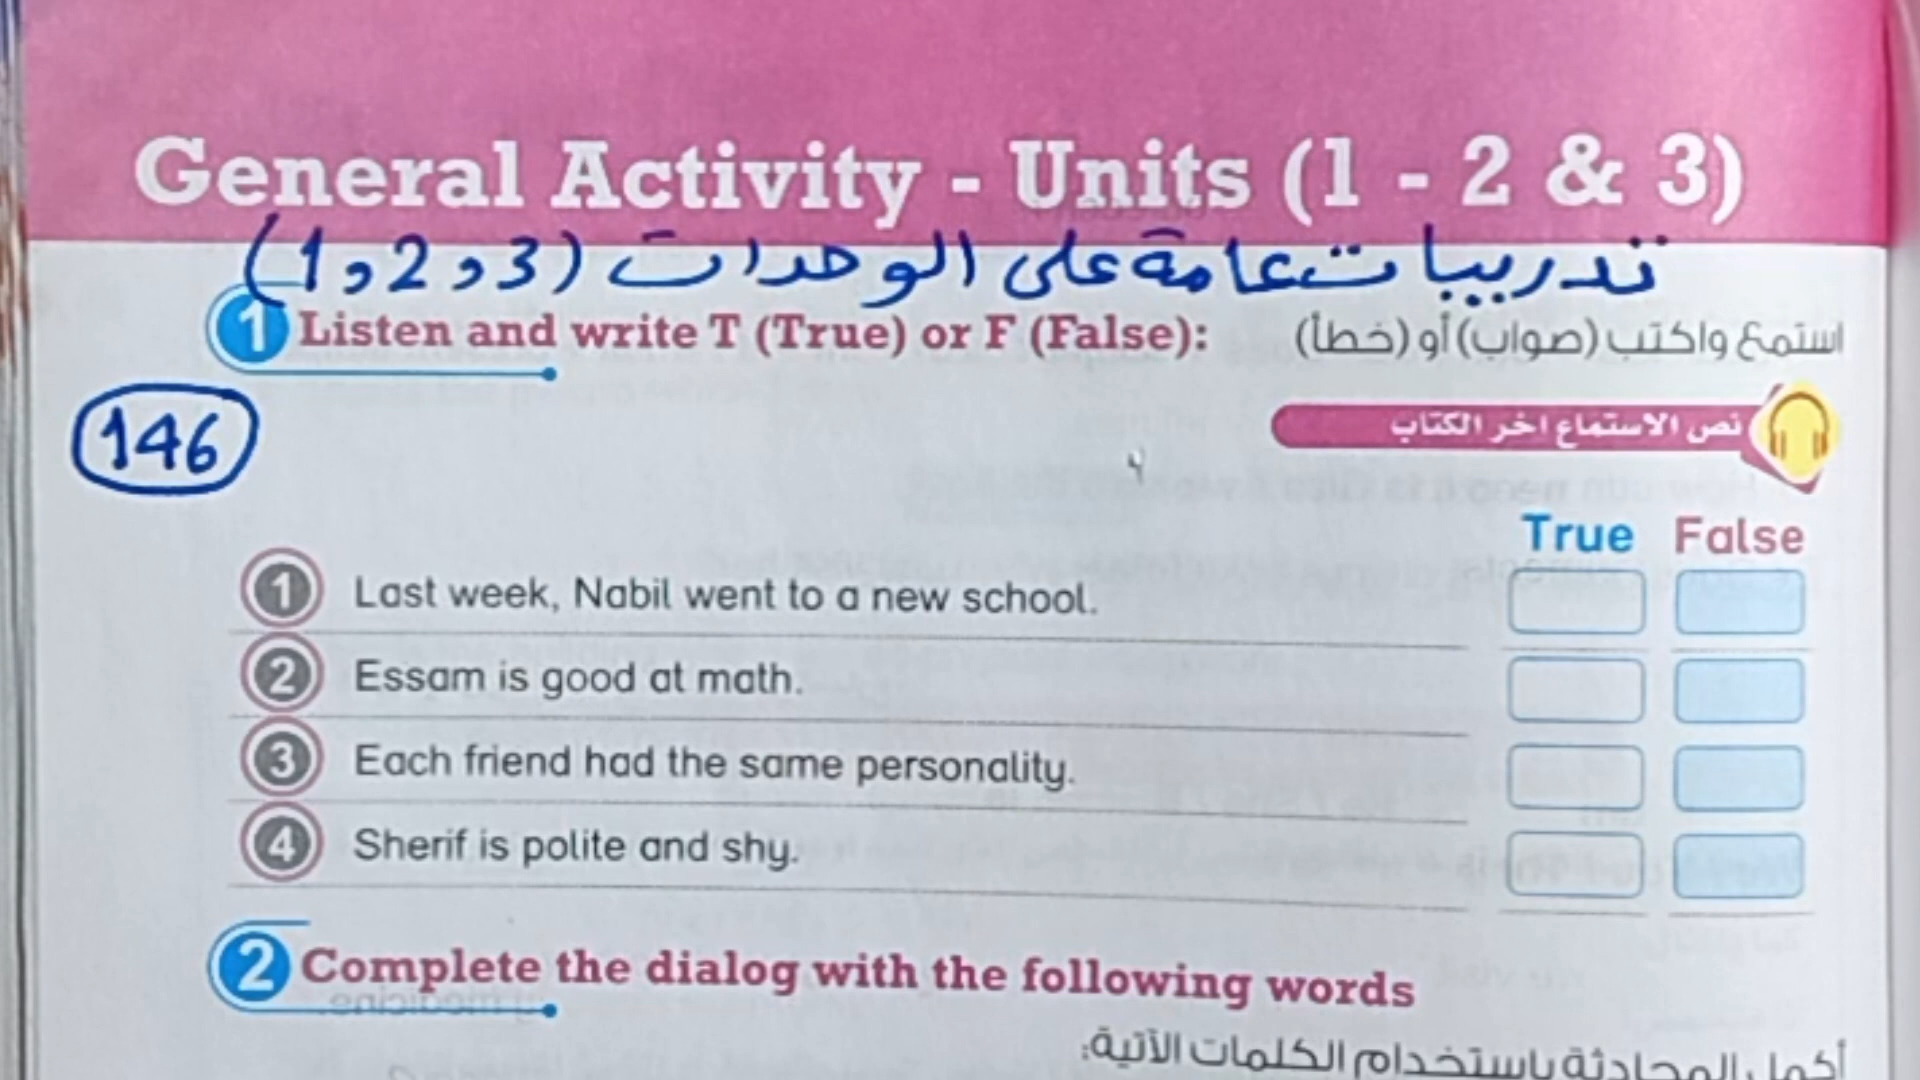 General Activity - Units (1 - 2 & 3)
تدريبات عامة على الوحدات (1,2,3)
1 Listen and write T (True) or F (False): استمع واكتب (صواب) أو (خطأ)
146
نص الاستماع اخر الكتاب
True False
1 Last week, Nabil went to a new school.
2 Essam is good at math.
3 Each friend had the same personality.
4 Sherif is polite and shy.
2 Complete the dialog with the following words
أكمل المحادثة باستخدام الكلمات الآتية: